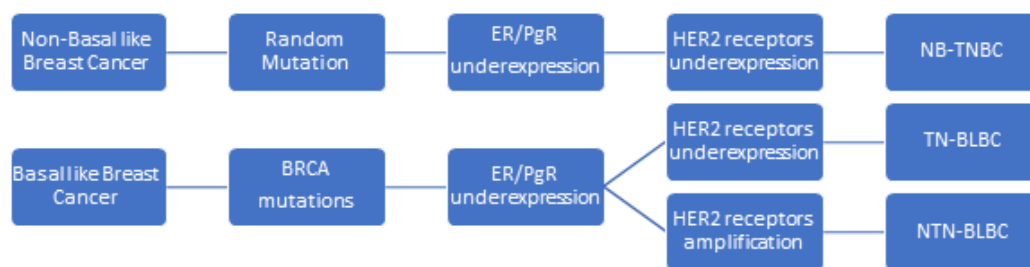 Non-Basal like
Breast Cancer
Random
Mutation
ER/PgR
underexpression
HER2 receptors
underexpression
NB-TNBC
Basal like Breast
Cancer
BRCA
mutations
ER/PgR
underexpression
HER2 receptors
underexpression
TN-BLBC
HER2 receptors
amplification
NTN-BLBC